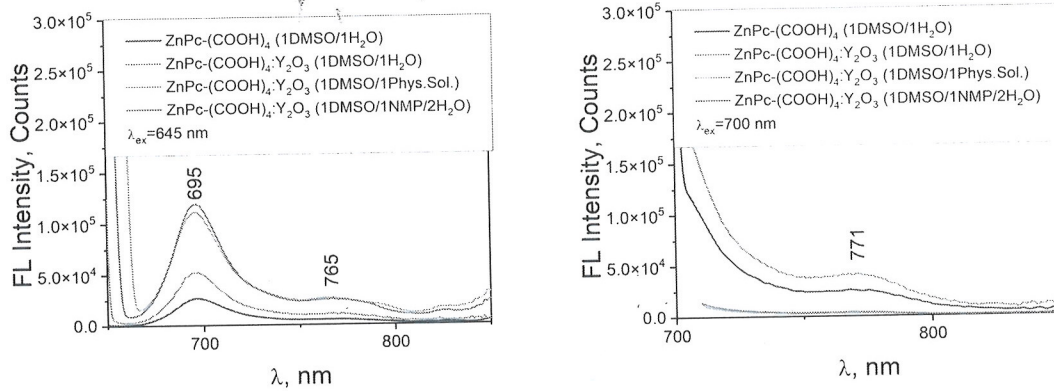 FL Intensity, Counts
3.0×10⁵
2.5×10⁵
2.0×10⁵
1.5×10⁵
1.0×10⁵
5.0×10⁴
0.0
ZnPc-(COOH)₄ (1DMSO/1H₂O)
ZnPc-(COOH)₄:Y₂O₃ (1DMSO/1H₂O)
ZnPc-(COOH)₄:Y₂O₃ (1DMSO/1Phys.Sol.)
ZnPc-(COOH)₄:Y₂O₃ (1DMSO/1NMP/2H₂O)
λₑₓ=645 nm
695
765
700
800
λ, nm
FL Intensity, Counts
3.0×10⁵
2.5×10⁵
2.0×10⁵
1.5×10⁵
1.0×10⁵
5.0×10⁴
0.0
ZnPc-(COOH)₄ (1DMSO/1H₂O)
ZnPc-(COOH)₄:Y₂O₃ (1DMSO/1H₂O)
ZnPc-(COOH)₄:Y₂O₃ (1DMSO/1Phys.Sol.)
ZnPc-(COOH)₄:Y₂O₃ (1DMSO/1NMP/2H₂O)
λₑₓ=700 nm
771
700
800
λ, nm